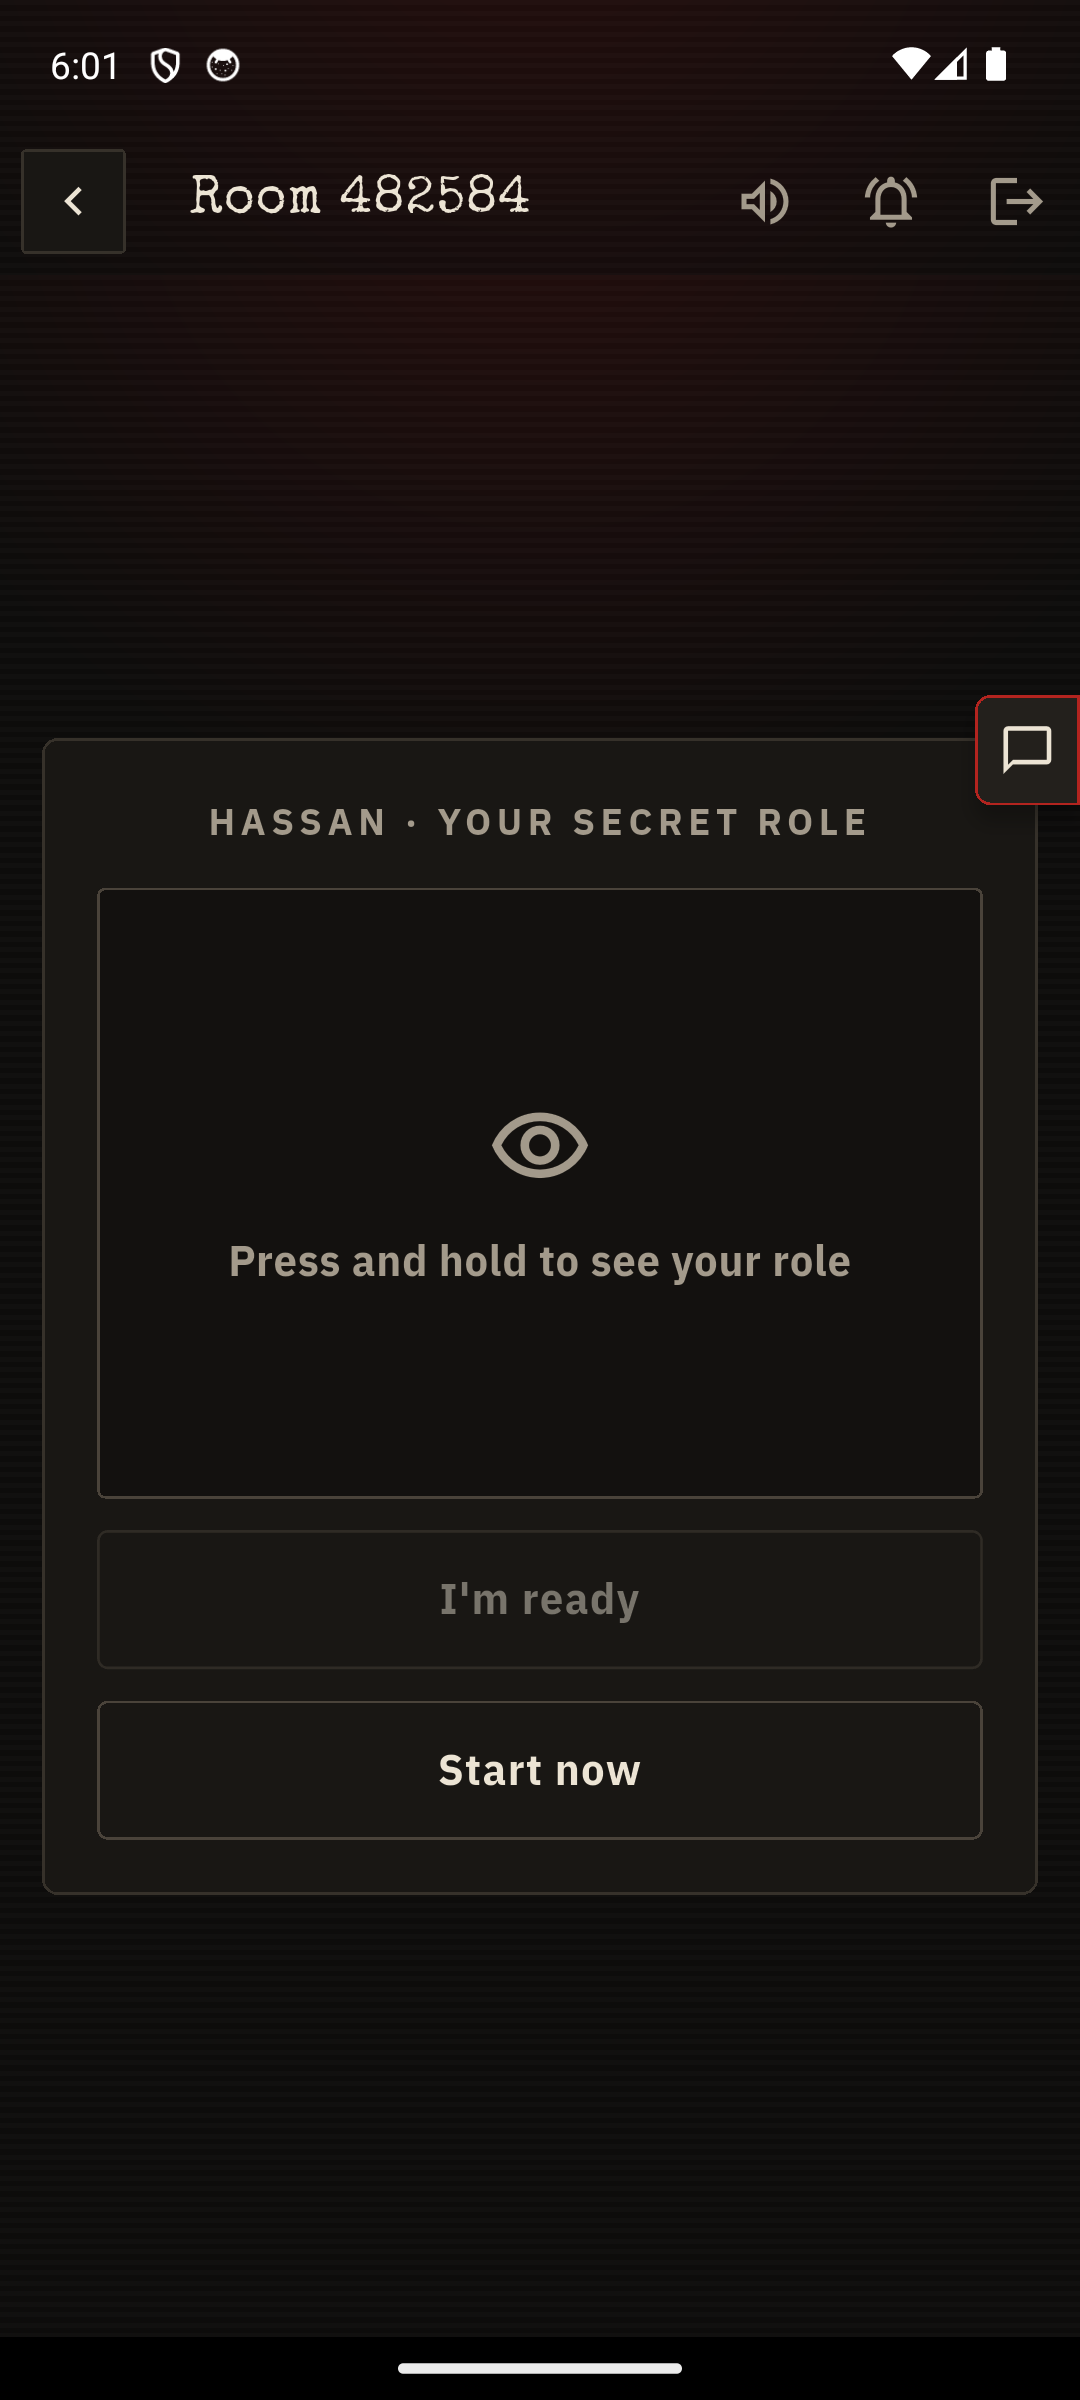 6:01
Room 482584
HASSAN · YOUR SECRET ROLE
Press and hold to see your role
I'm ready
Start now